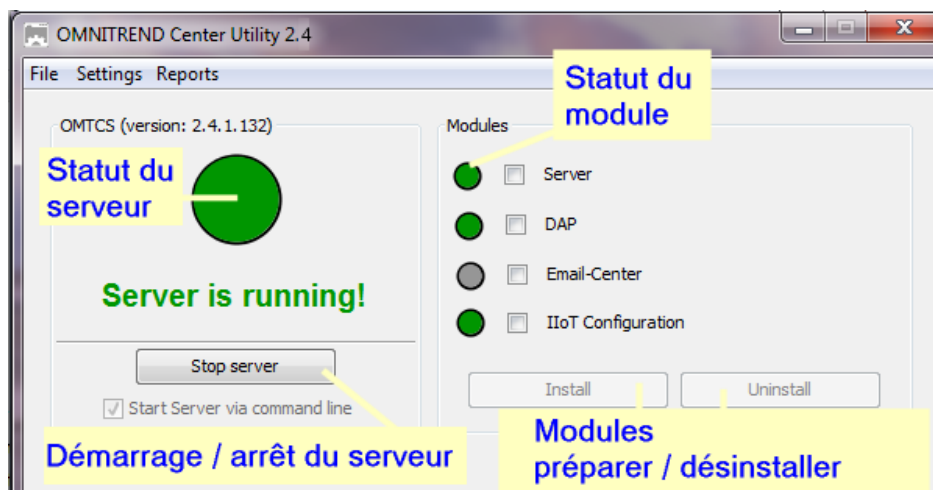 OMNITREND Center Utility 2.4
File Settings Reports
Statut du
module
OMTCS (version: 2.4.1.132)
Statut du
serveur
Server is running!
Stop server
Start Server via command line
Démarrage / arrêt du serveur
Modules
Server
DAP
Email-Center
IIoT Configuration
Install
Uninstall
Modules
préparer / désinstaller